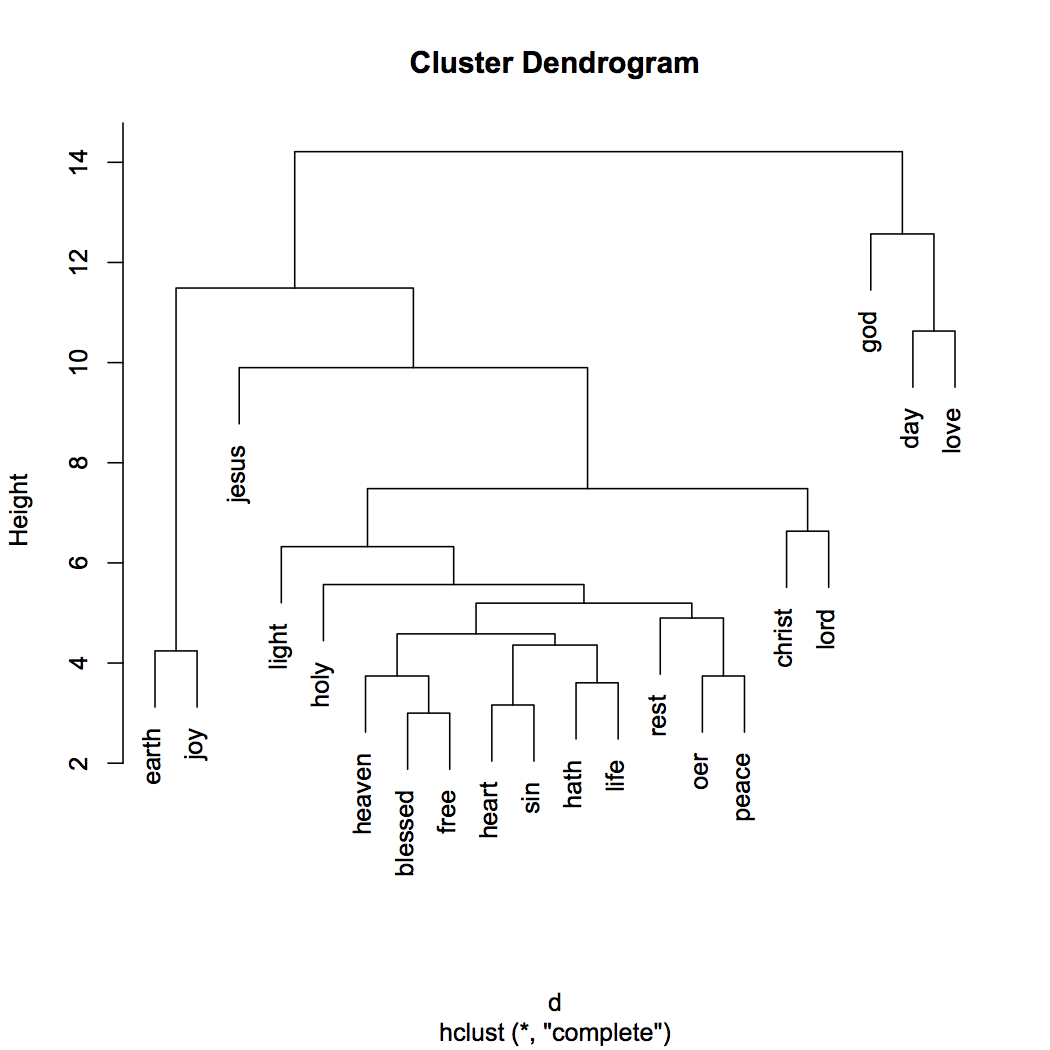 Cluster Dendrogram
Height
14
12
10
8
6
4
2
earth
joy
jesus
light
holy
heaven
blessed
free
heart
sin
hath
life
rest
oer
peace
christ
lord
god
day
love
d
hclust (*, "complete")